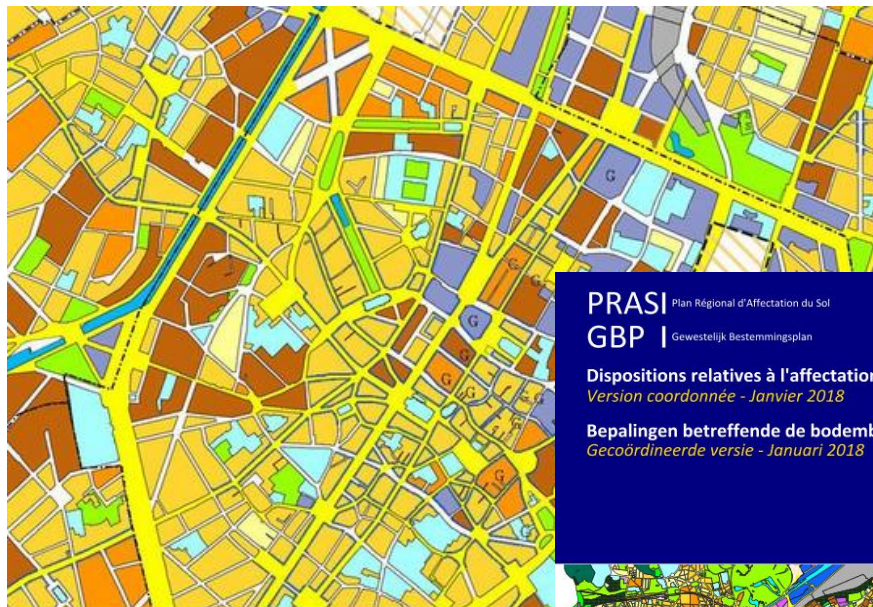 G
G
G
G
G
G
G
G
G
G
PRAS Plan Régional d'Affectation du Sol
GBP Gewestelijk Bestemmingsplan
Dispositions relatives à l'affectation
Version coordonnée - Janvier 2018
Bepalingen betreffende de bodemb
Gecoördineerde versie - Januari 2018